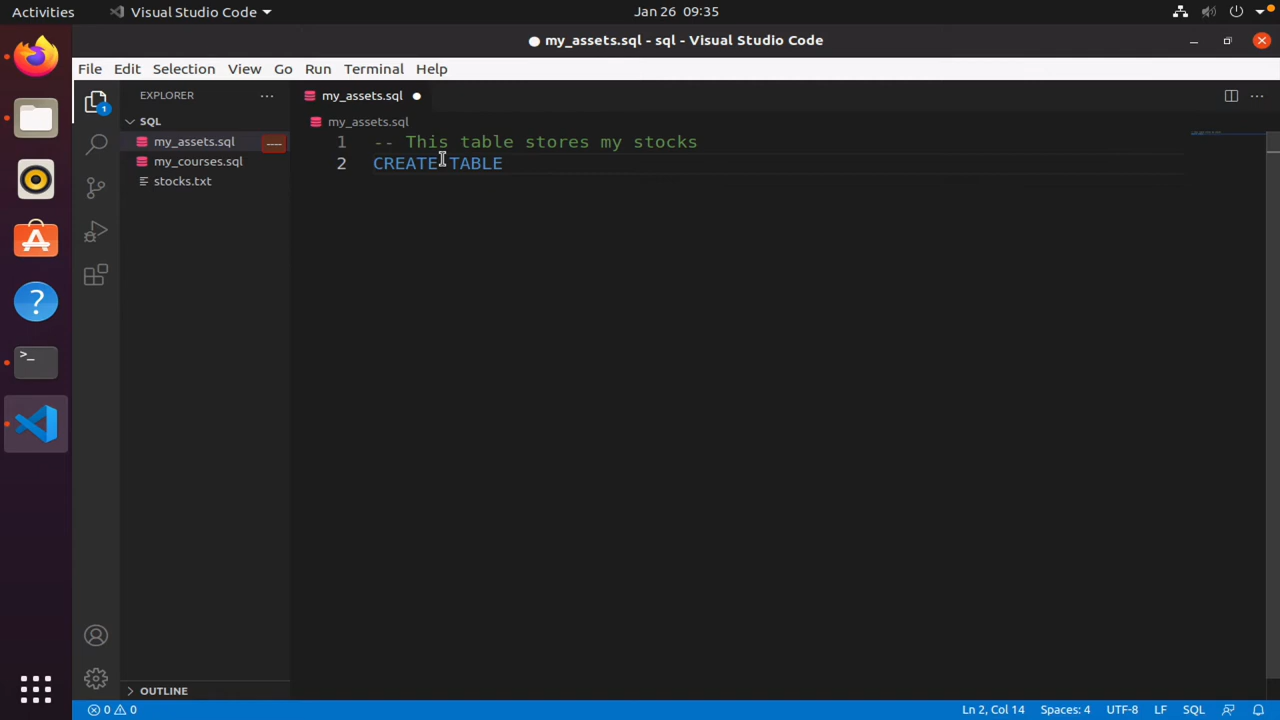 Activities
Visual Studio Code
Jan 26 09:35
my_assets.sql - sql - Visual Studio Code
File Edit Selection View Go Run Terminal Help
EXPLORER
my_assets.sql
SQL
my_assets.sql
my_assets.sql
my_courses.sql
stocks.txt
1 -- This table stores my stocks
2 CREATE TABLE
1
?
>_
OUTLINE
0 0
Ln 2, Col 14
Spaces: 4
UTF-8
LF
SQL